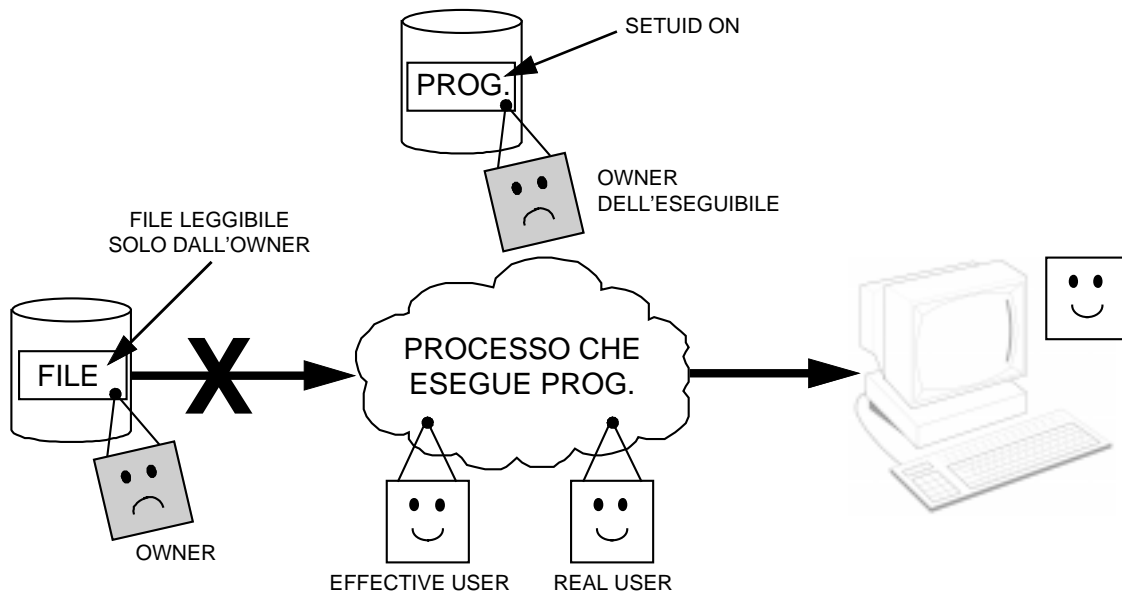 SETUID ON
PROG.
OWNER
DELL'ESEGUIBILE
FILE LEGGIBILE
SOLO DALL'OWNER
FILE
X
PROCESSO CHE
ESEGUE PROG.
OWNER
EFFECTIVE USER
REAL USER